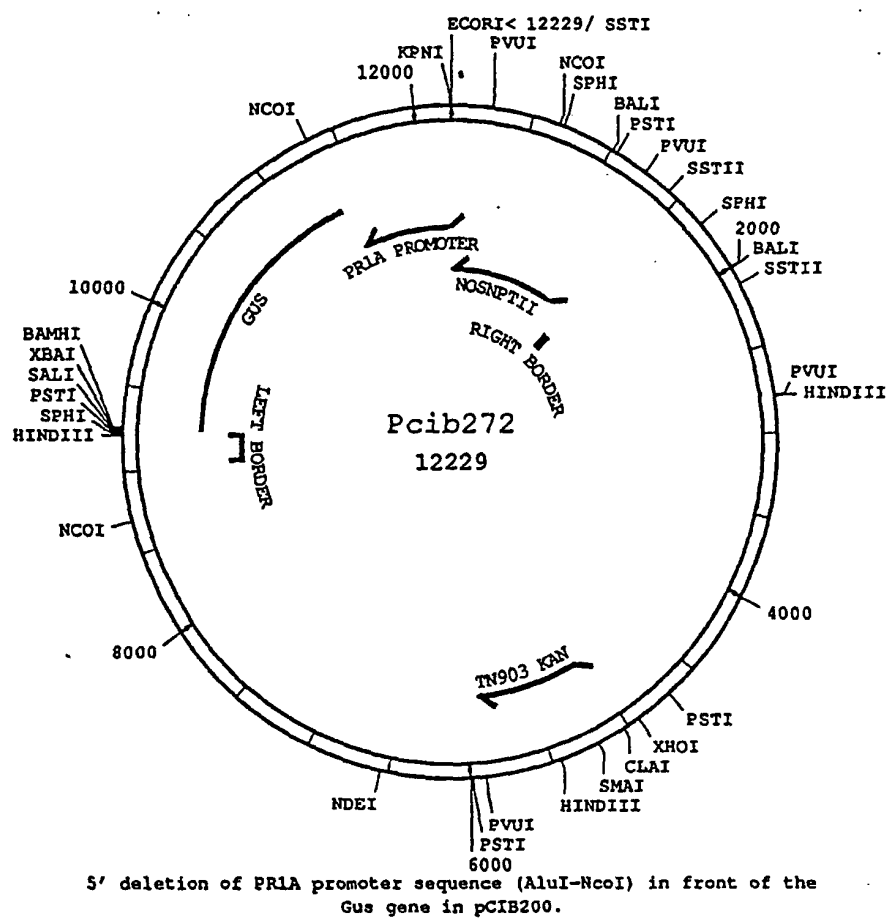 ECORI< 12229/ SSTI
KPNI
PVUI
12000
NCOI
SPHI
NCOI
BALI
PSTI
PVUI
SSTII
SPHI
2000
BALI
SSTII
PR1A PROMOTER
NOSNPTII
10000
GUS
RIGHT BORDER
BAMHI
XBAI
SALI
PSTI
SPHI
HINDIII
PVUI
HINDIII
LEFT BORDER
Pcib272
12229
NCOI
4000
8000
TN903 KAN
PSTI
XHOI
CLAI
SMAI
HINDIII
NDEI
PVUI
PSTI
6000
5' deletion of PR1A promoter sequence (AluI-NcoI) in front of the
Gus gene in pCIB200.